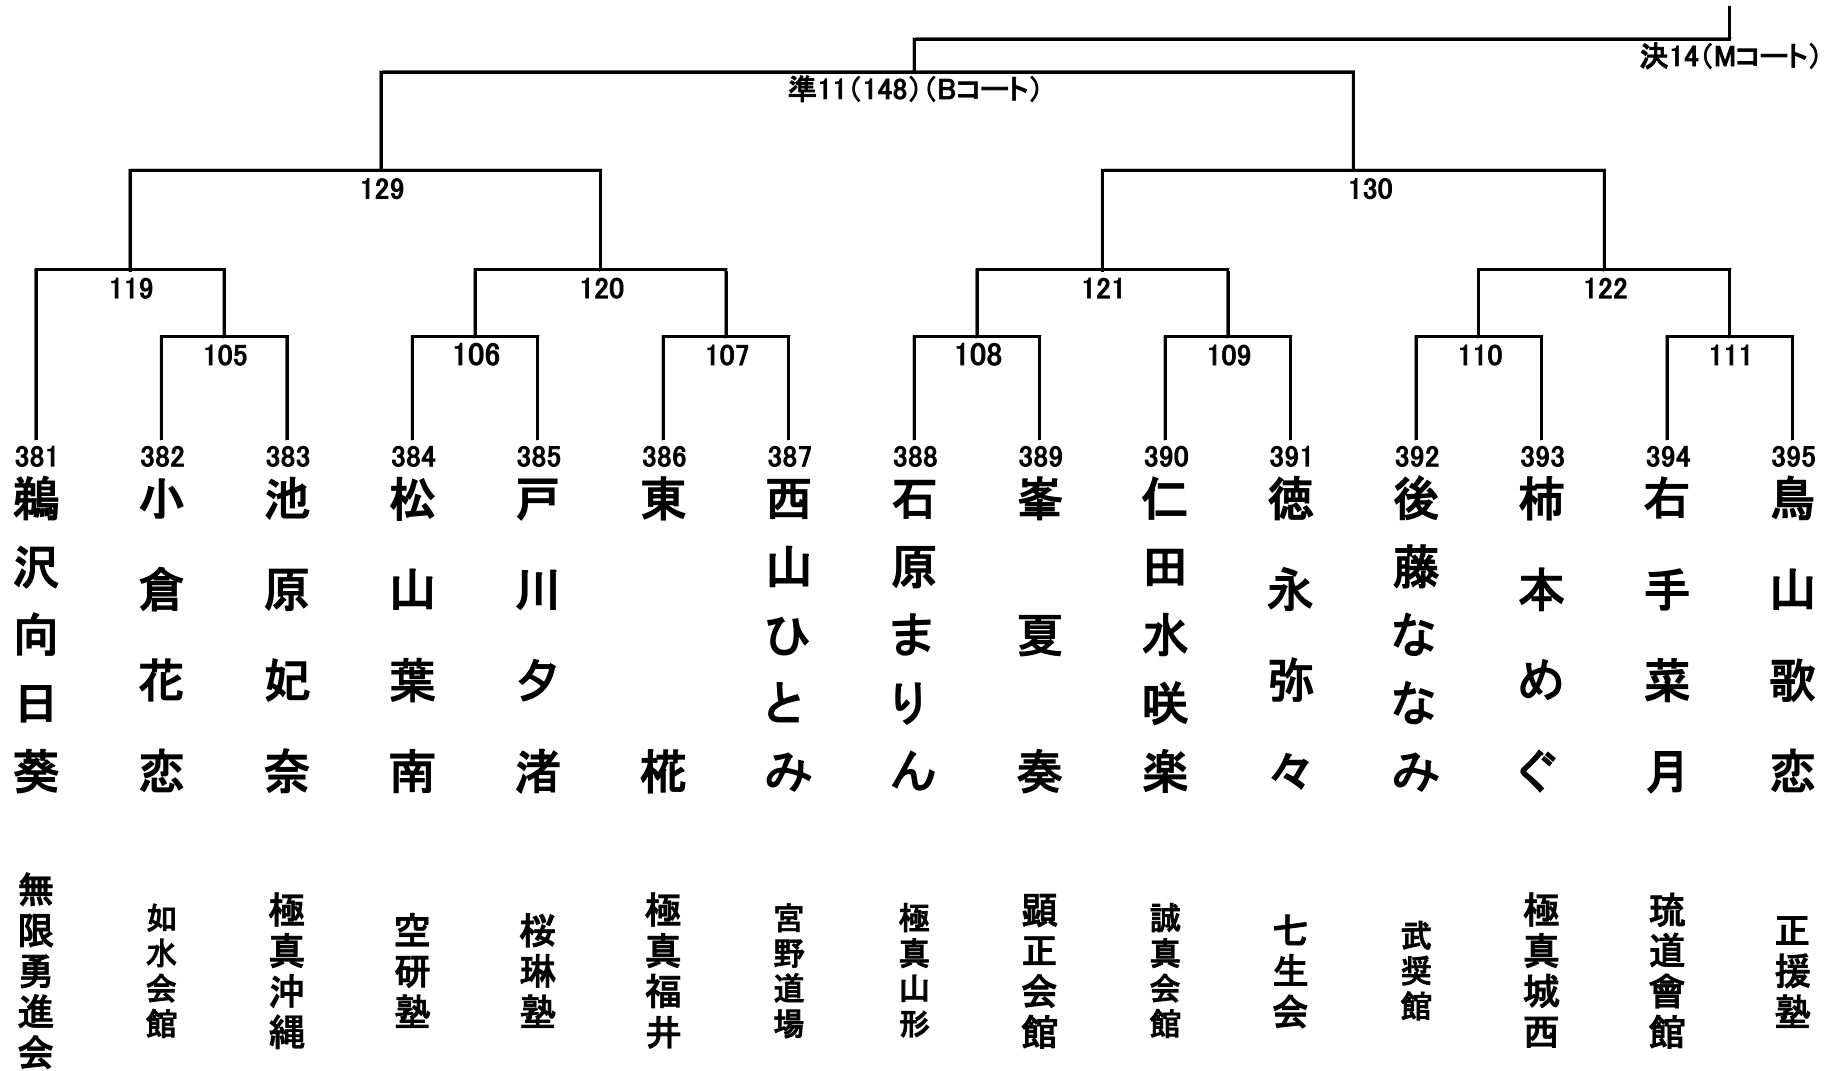 決14(Mコート)
準11(148)(Bコート)
129
130
119
120
121
122
105
106
107
108
109
110
111
381
382
383
384
385
386
387
388
389
390
391
392
393
394
395
鵜沢向日葵
小倉花恋
池原妃奈
松山葉南
戸川夕渚
東椛
西山ひとみ
石原まりん
峯夏奏
仁田水咲楽
徳永弥々
後藤ななみ
柿本めぐ
右手菜月
鳥山歌恋
無限勇進会
如水会館
極真沖縄
空研塾
桜琳塾
極真福井
宮野道場
極真山形
顕正会館
誠真会館
七生会
武奨館
極真城西
琉道會館
正援塾